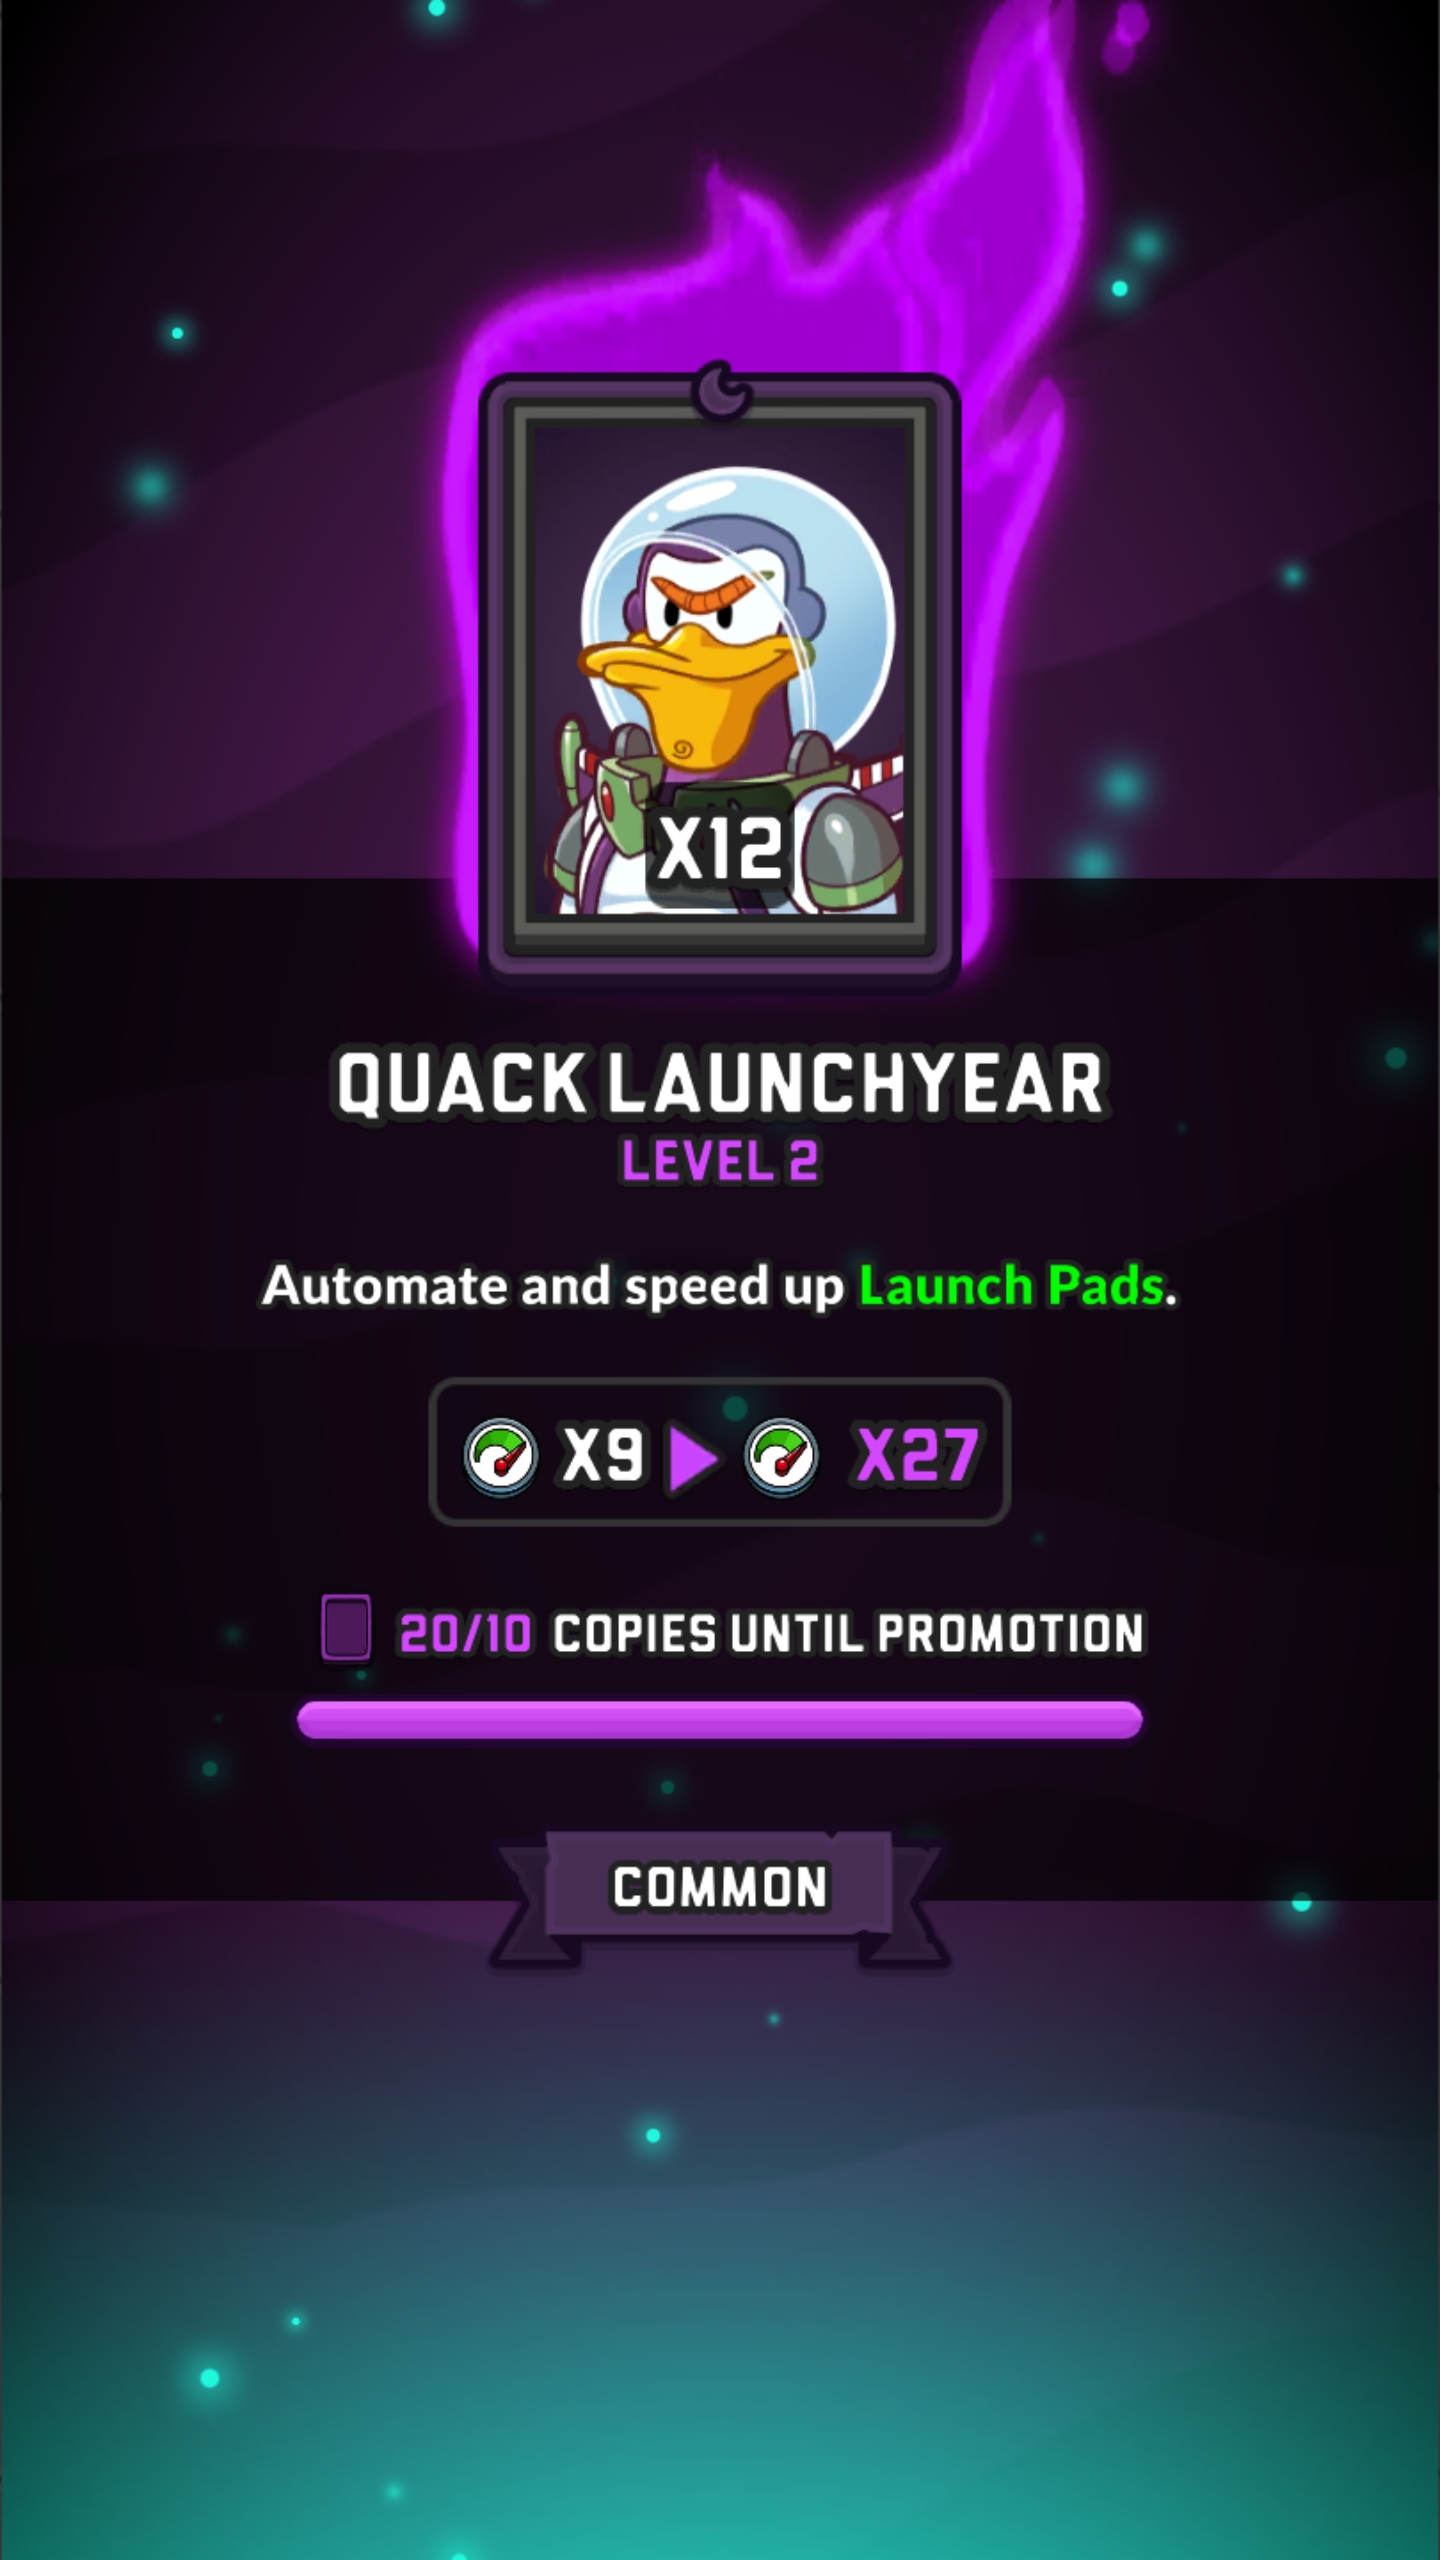 X12
QUACK LAUNCHYEAR
LEVEL 2
Automate and speed up Launch Pads.
X9 X27
20/10 COPIES UNTIL PROMOTION
COMMON